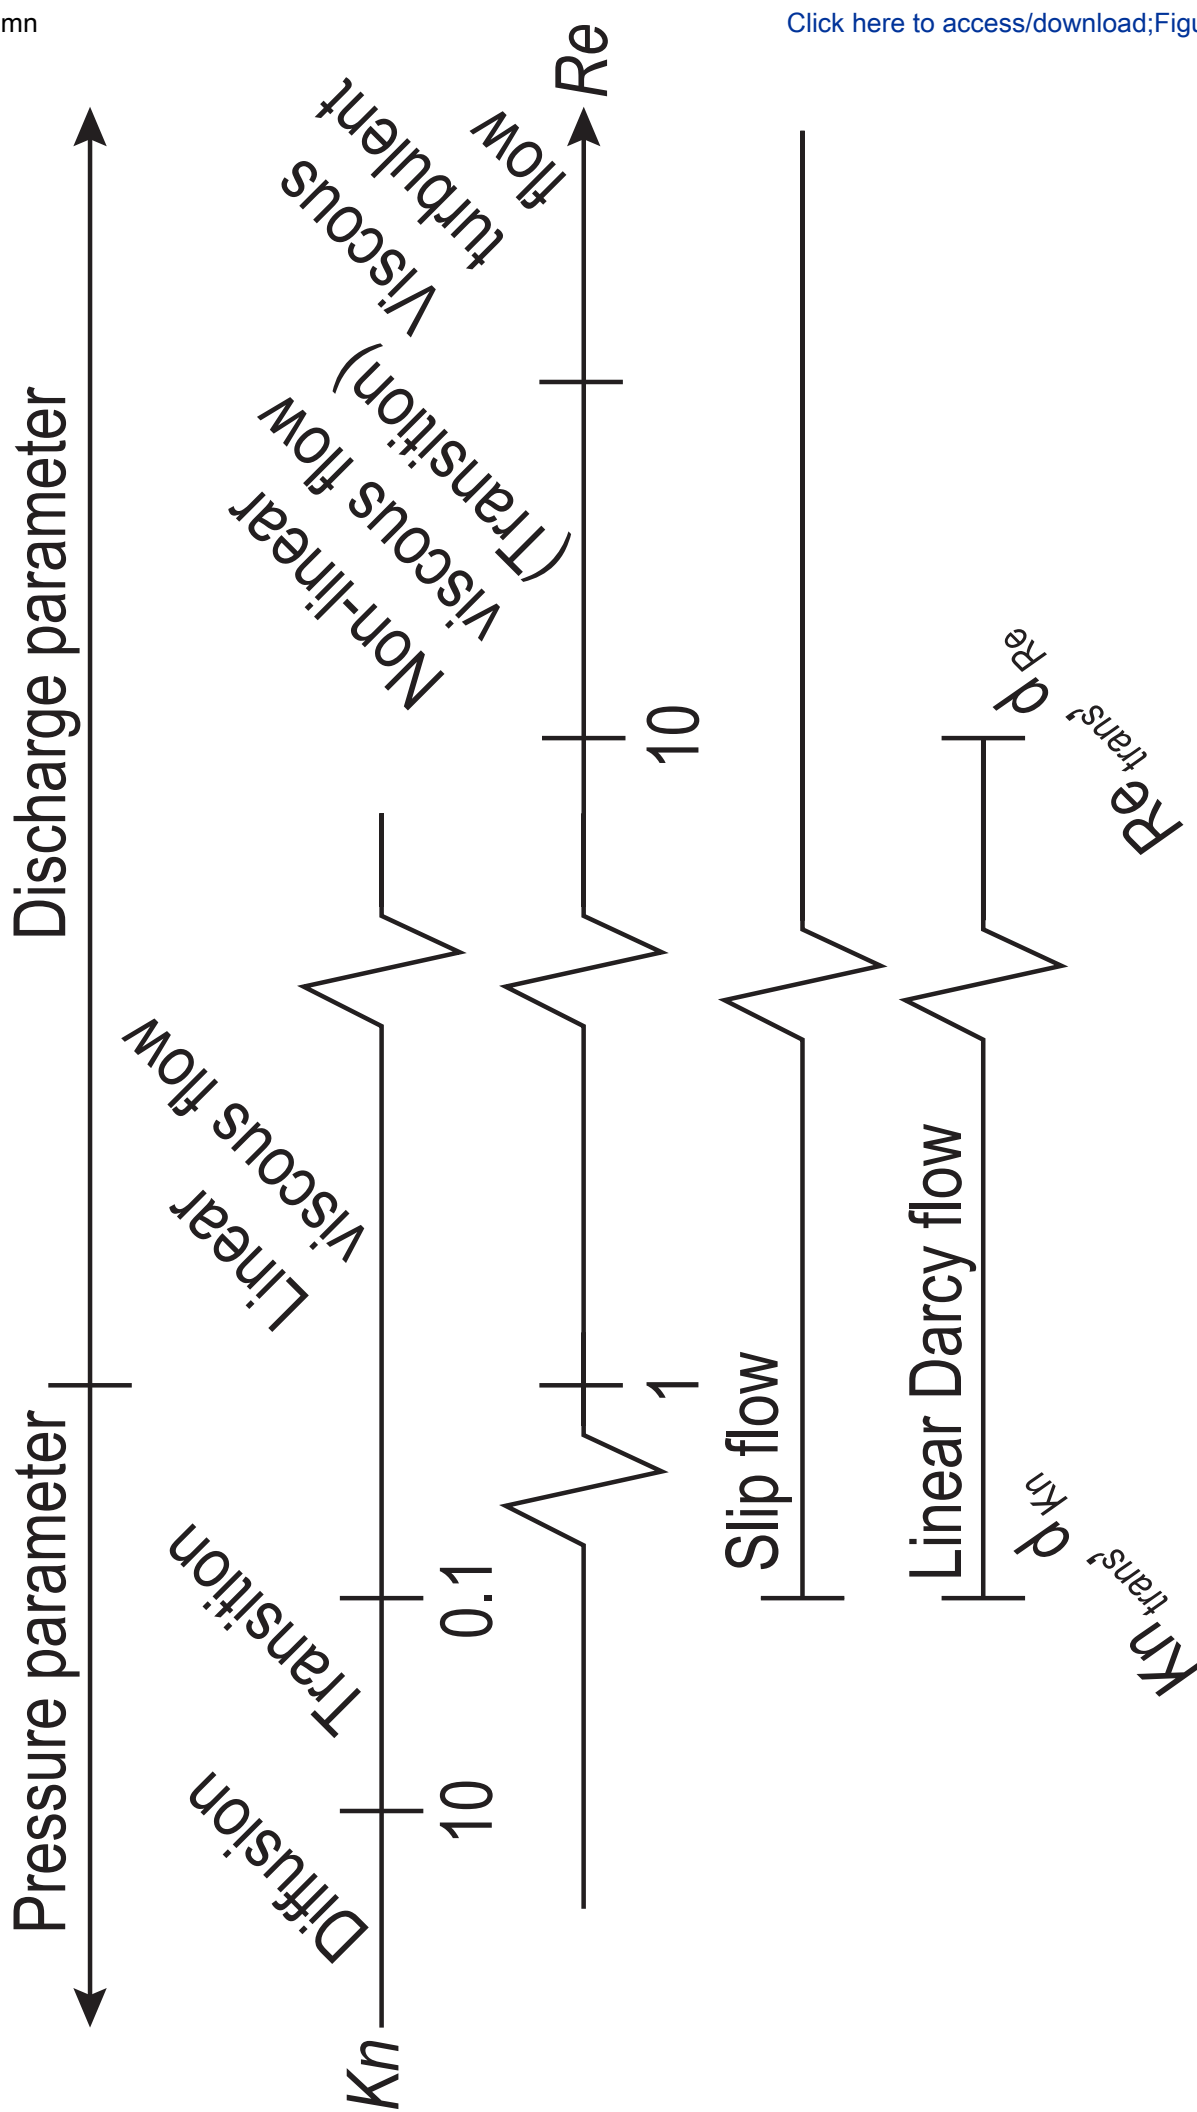 mn
Click here to access/download;Figu
Pressure parameter
Discharge parameter
Diffusion
Transition
Linear
viscous flow
Non-linear
viscous flow
(Transition)
Viscous
turbulent
flow
Kn
10
0.1
Re
1
10
Slip flow
Linear Darcy flow
Kn trans, d Kn
Re trans, d Re